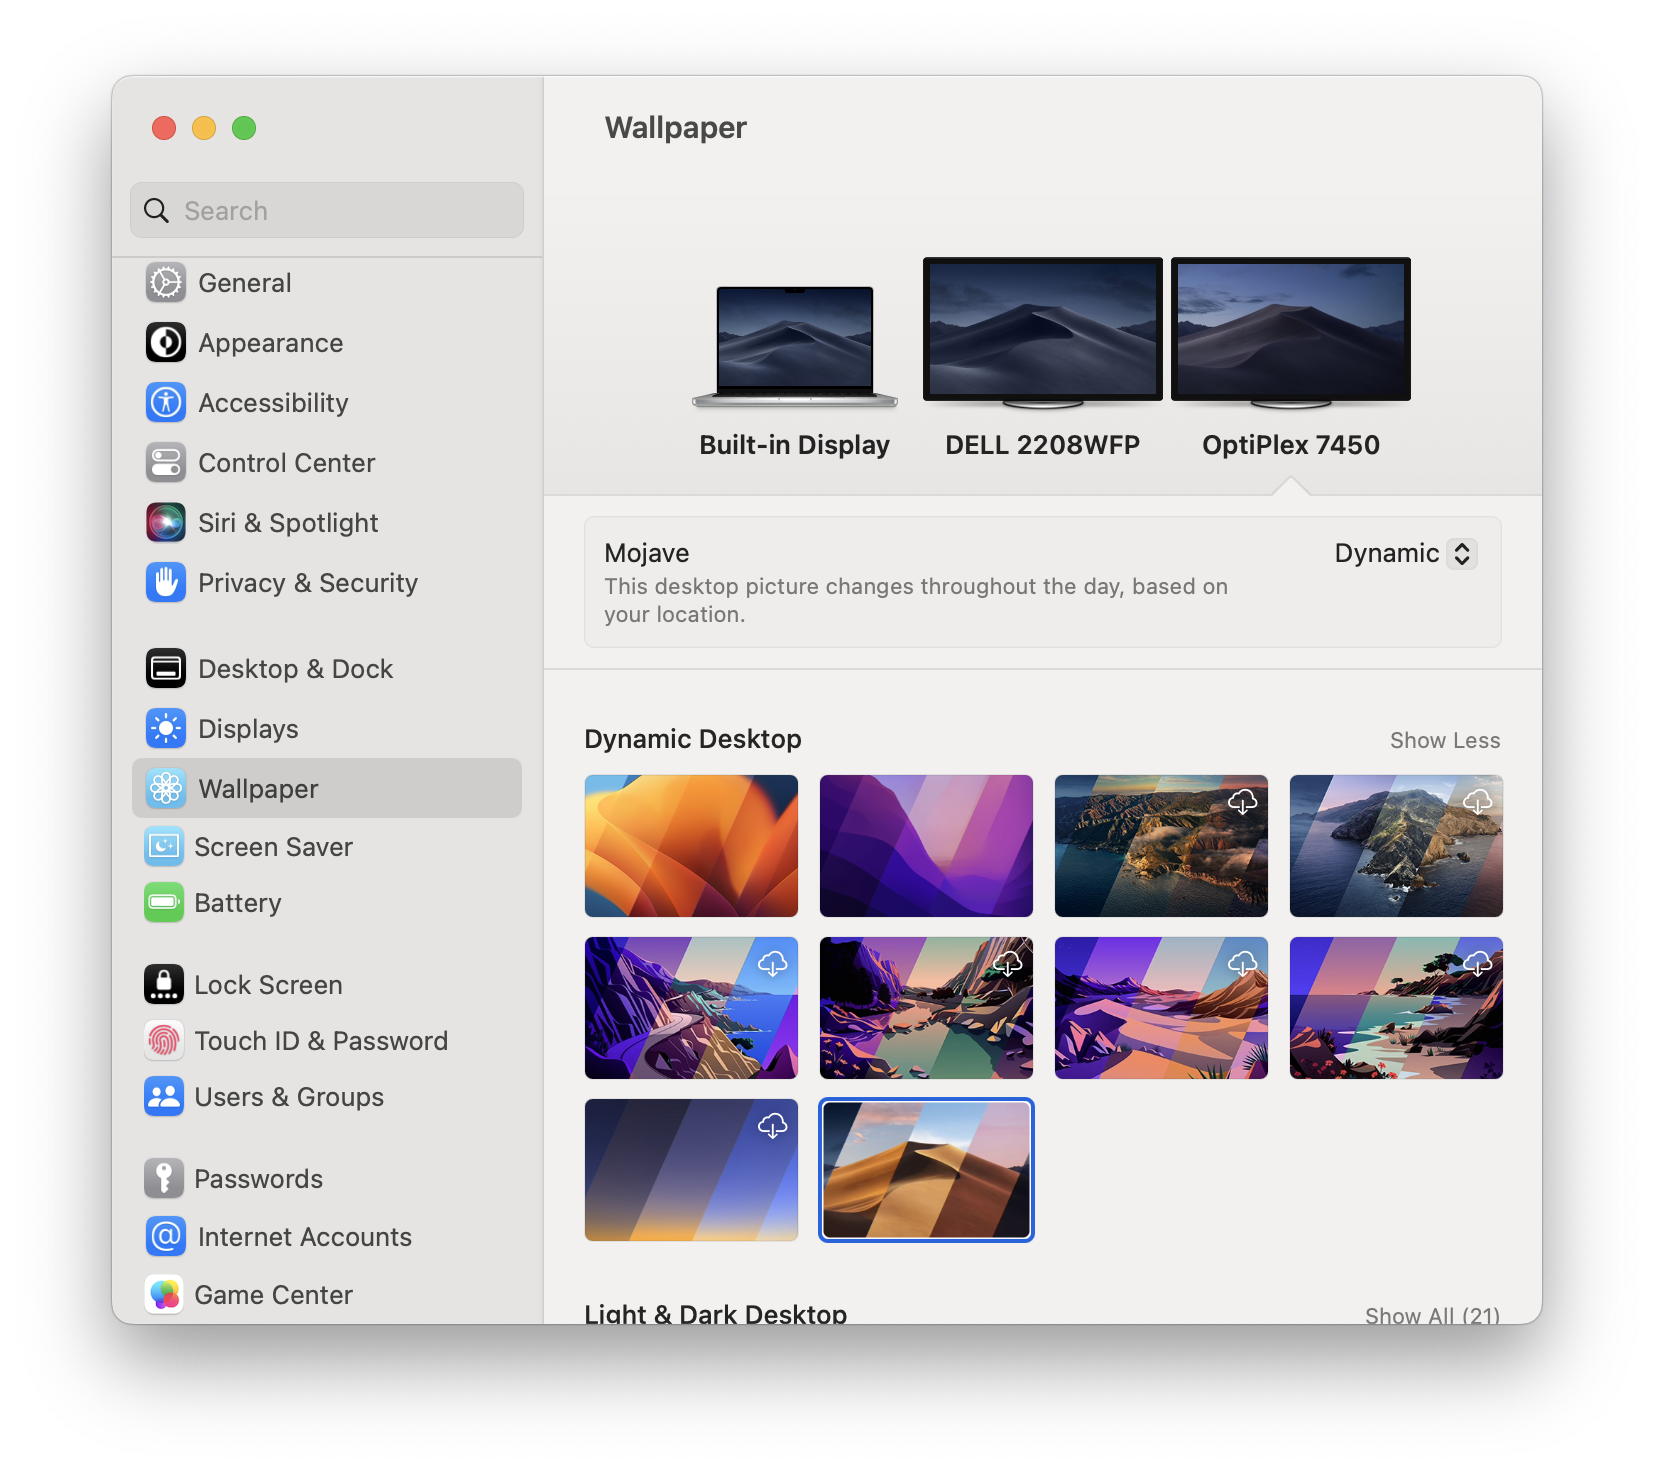 Wallpaper
Search
General
Appearance
Accessibility
Control Center
Siri & Spotlight
Privacy & Security
Desktop & Dock
Displays
Wallpaper
Screen Saver
Battery
Lock Screen
Touch ID & Password
Users & Groups
Passwords
Internet Accounts
Game Center
Built-in Display
DELL 2208WFP
OptiPlex 7450
Mojave
Dynamic
This desktop picture changes throughout the day, based on
your location.
Dynamic Desktop
Show Less
Light & Dark Desktop
Show All (21)